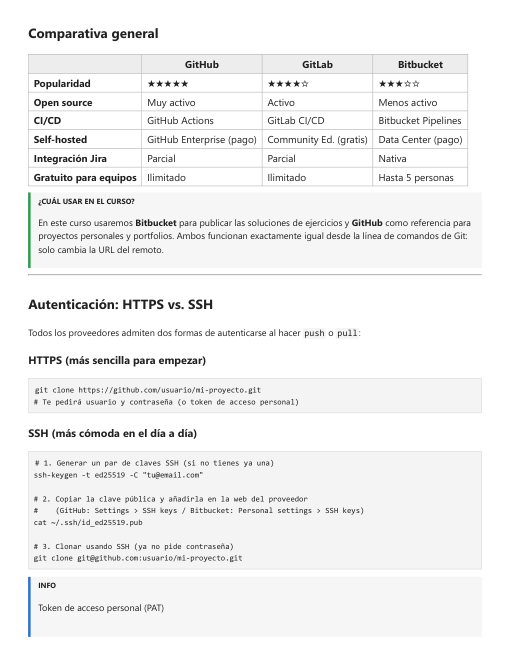 Comparativa general
GitHub GitLab Bitbucket
Popularidad ★★★★★ ★★★★☆ ★★★☆☆
Open source Muy activo Activo Menos activo
CI/CD GitHub Actions GitLab CI/CD Bitbucket Pipelines
Self-hosted GitHub Enterprise (pago) Community Ed. (gratis) Data Center (pago)
Integración Jira Parcial Parcial Nativa
Gratuito para equipos Ilimitado Ilimitado Hasta 5 personas
¿CUÁL USAR EN EL CURSO?
En este curso usaremos Bitbucket para publicar las soluciones de ejercicios y GitHub como referencia para
proyectos personales y portfolios. Ambos funcionan exactamente igual desde la línea de comandos de Git:
solo cambia la URL del remoto.
Autenticación: HTTPS vs. SSH
Todos los proveedores admiten dos formas de autenticarse al hacer push o pull:
HTTPS (más sencilla para empezar)
git clone https://github.com/usuario/mi-proyecto.git
# Te pedirá usuario y contraseña (o token de acceso personal)
SSH (más cómoda en el día a día)
# 1. Generar un par de claves SSH (si no tienes ya una)
ssh-keygen -t ed25519 -C "tu@email.com"
# 2. Copiar la clave pública y añadirla en la web del proveedor
# (GitHub: Settings > SSH keys / Bitbucket: Personal settings > SSH keys)
cat ~/.ssh/id_ed25519.pub
# 3. Clonar usando SSH (ya no pide contraseña)
git clone git@github.com:usuario/mi-proyecto.git
INFO
Token de acceso personal (PAT)